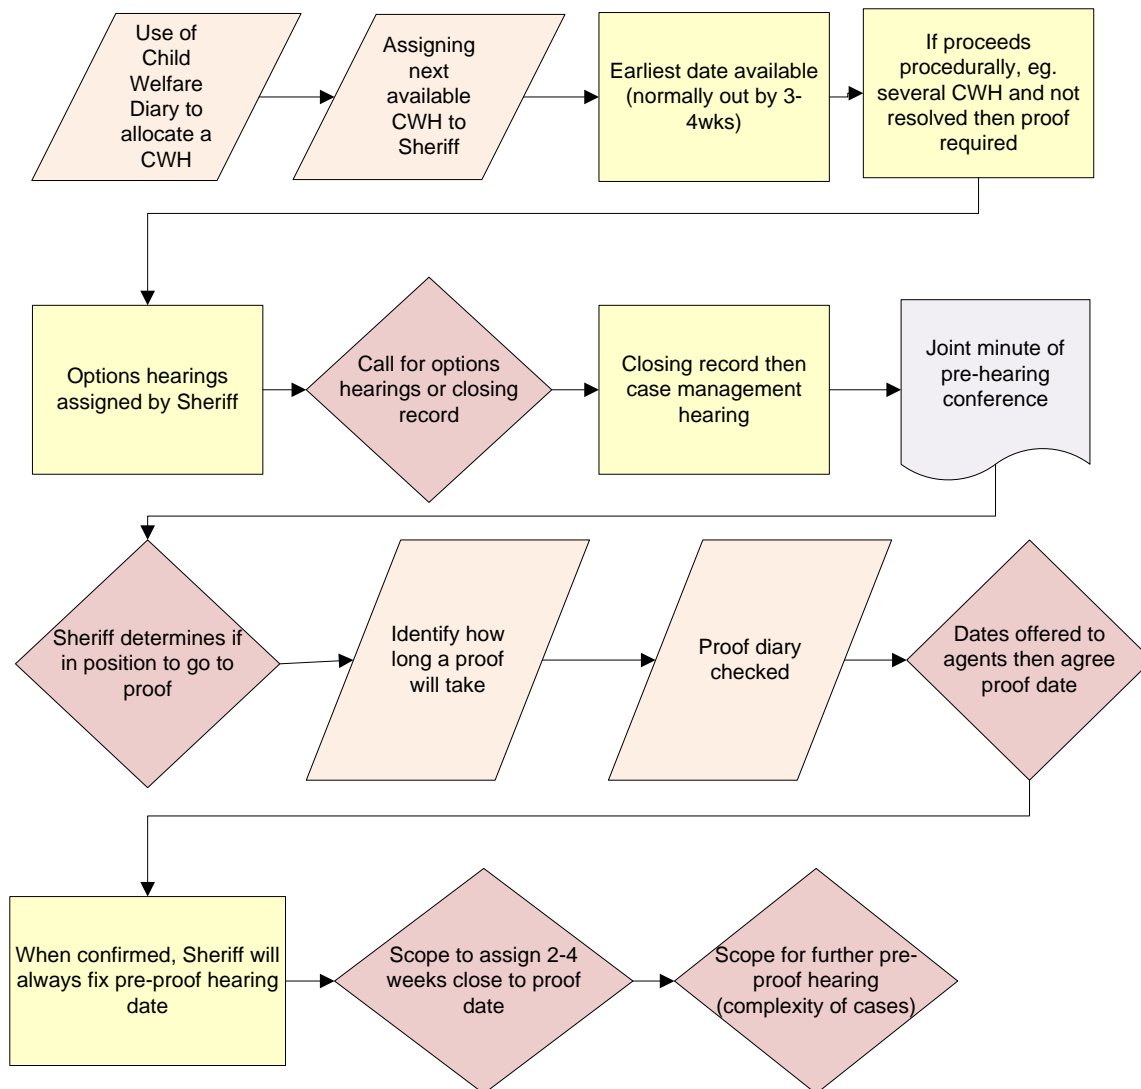 Use of
Child
Welfare
Diary to
allocate a
CWH
Assigning
next
available
CWH to
Sheriff
Earliest date available
(normally out by 3-
4wks)
If proceeds
procedurally, eg.
several CWH and not
resolved then proof
required
Options hearings
assigned by Sheriff
Call for options
hearings or closing
record
Closing record then
case management
hearing
Joint minute of
pre-hearing
conference
Sheriff determines if
in position to go to
proof
Identify how
long a proof
will take
Proof diary
checked
Dates offered to
agents then agree
proof date
When confirmed, Sheriff will
always fix pre-proof hearing
date
Scope to assign 2-4
weeks close to proof
date
Scope for further pre-
proof hearing
(complexity of cases)